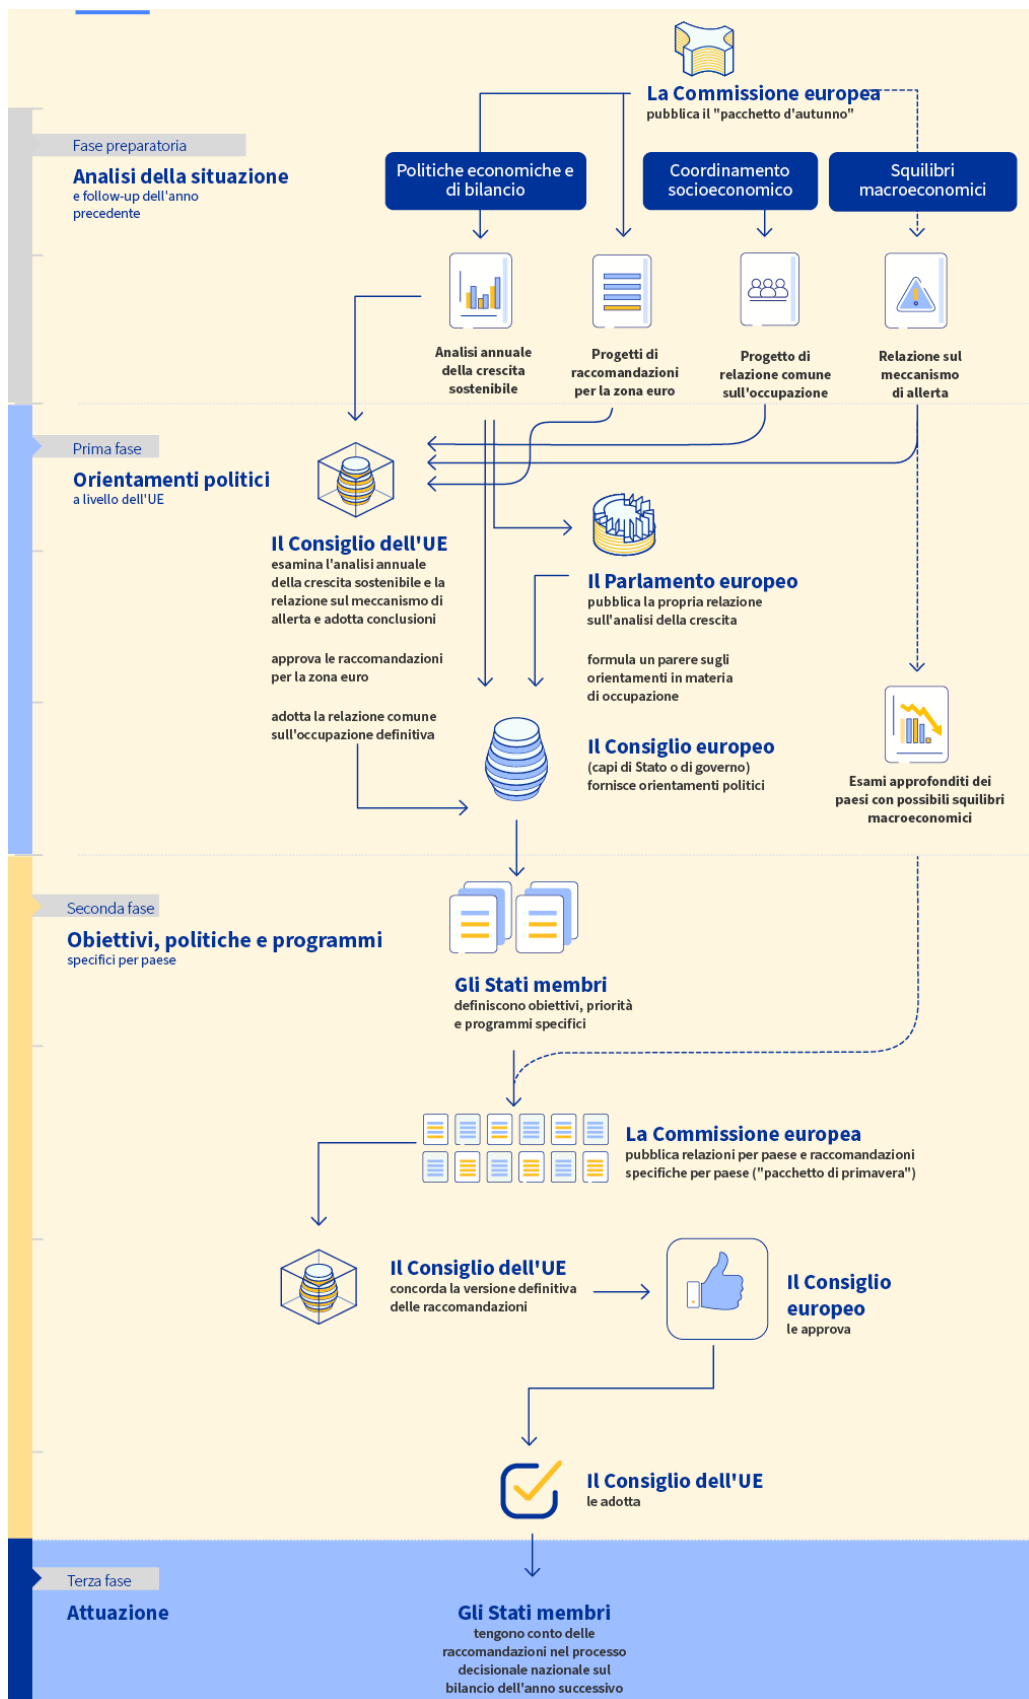 La Commissione europea
pubblica il "pacchetto d'autunno"
Fase preparatoria
Analisi della situazione
e follow-up dell'anno
precedente
Politiche economiche e
di bilancio
Coordinamento
socioeconomico
Squilibri
macroeconomici
Analisi annuale
della crescita
sostenibile
Progetti di
raccomandazioni
per la zona euro
Progetto di
relazione comune
sull'occupazione
Relazione sul
meccanismo
di allerta
Prima fase
Orientamenti politici
a livello dell'UE
Il Consiglio dell'UE
esamina l'analisi annuale
della crescita sostenibile e la
relazione sul meccanismo di
allerta e adotta conclusioni
approva le raccomandazioni
per la zona euro
adotta la relazione comune
sull'occupazione definitiva
Il Parlamento europeo
pubblica la propria relazione
sull'analisi della crescita
formula un parere sugli
orientamenti in materia
di occupazione
Il Consiglio europeo
(capi di Stato o di governo)
fornisce orientamenti politici
Esami approfonditi dei
paesi con possibili squilibri
macroeconomici
Seconda fase
Obiettivi, politiche e programmi
specifici per paese
Gli Stati membri
definiscono obiettivi, priorità
e programmi specifici
La Commissione europea
pubblica relazioni per paese e raccomandazioni
specifiche per paese ("pacchetto di primavera")
Il Consiglio dell'UE
concorda la versione definitiva
delle raccomandazioni
Il Consiglio
europeo
le approva
Il Consiglio dell'UE
le adotta
Terza fase
Attuazione
Gli Stati membri
tengono conto delle
raccomandazioni nel processo
decisionale nazionale sul
bilancio dell'anno successivo